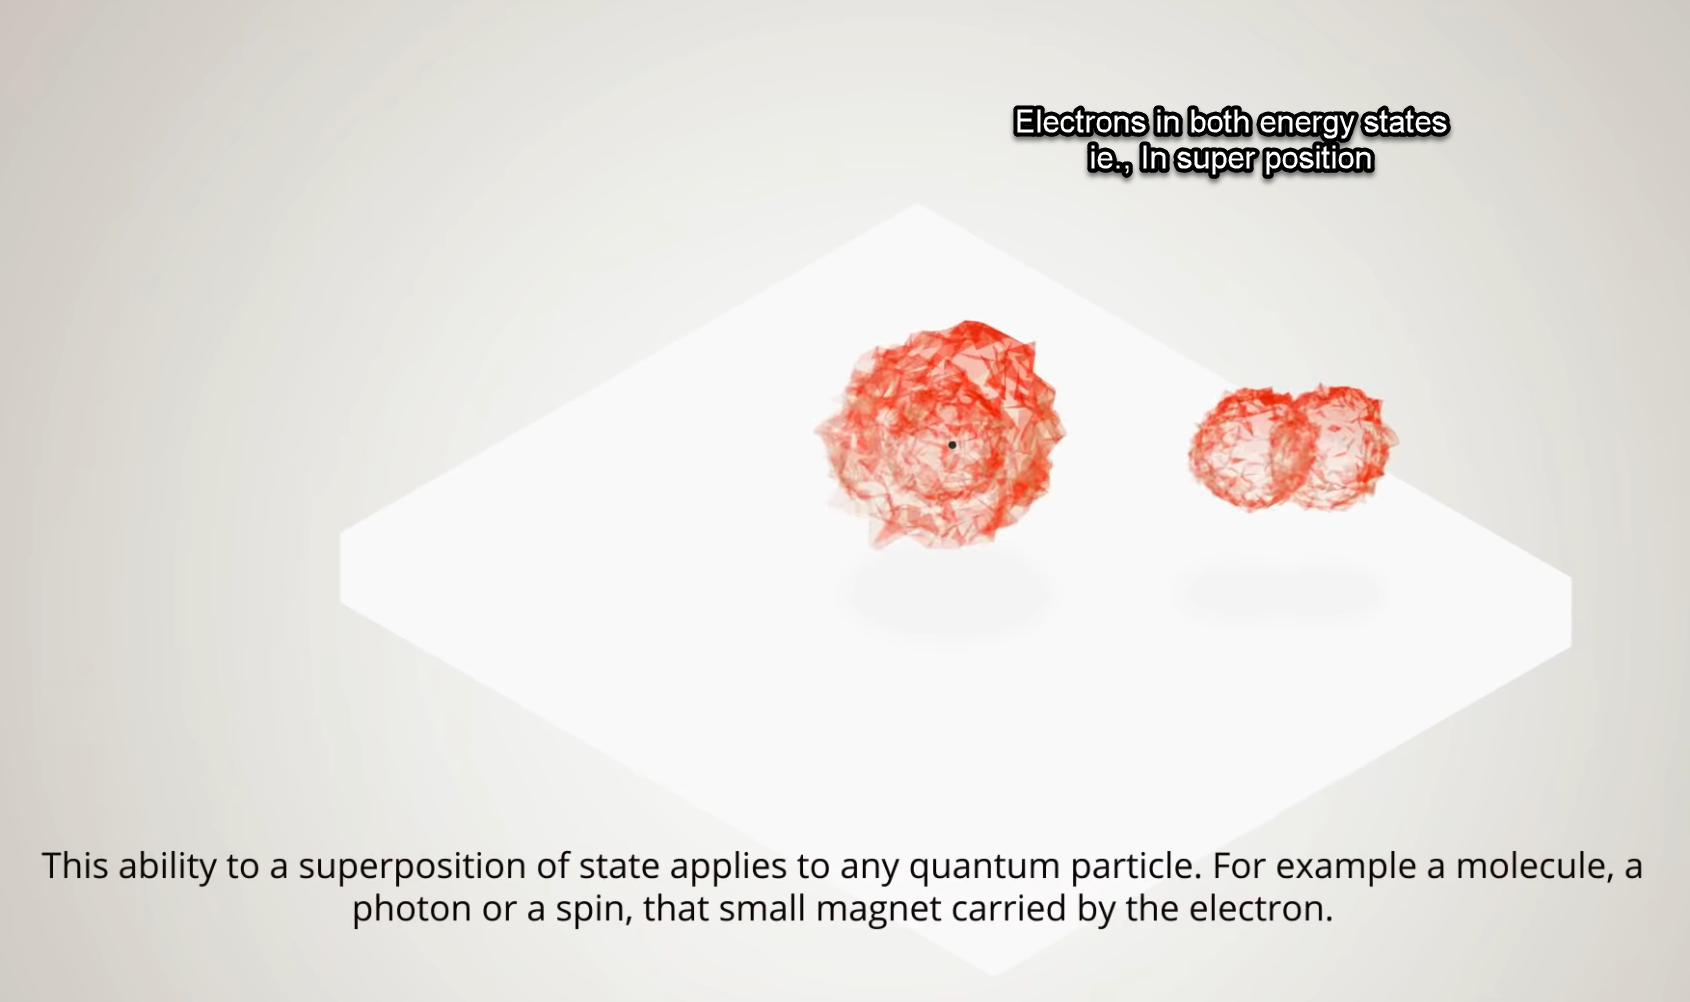 Electrons in both energy states
ie., In super position
This ability to a superposition of state applies to any quantum particle. For example a molecule, a
photon or a spin, that small magnet carried by the electron.